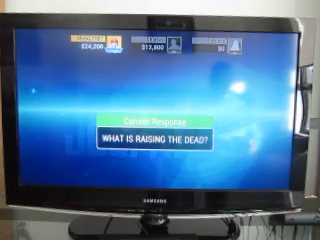 $24,200 $12,800 $0
Correct Response
WHAT IS RAISING THE DEAD?
SAMSUNG